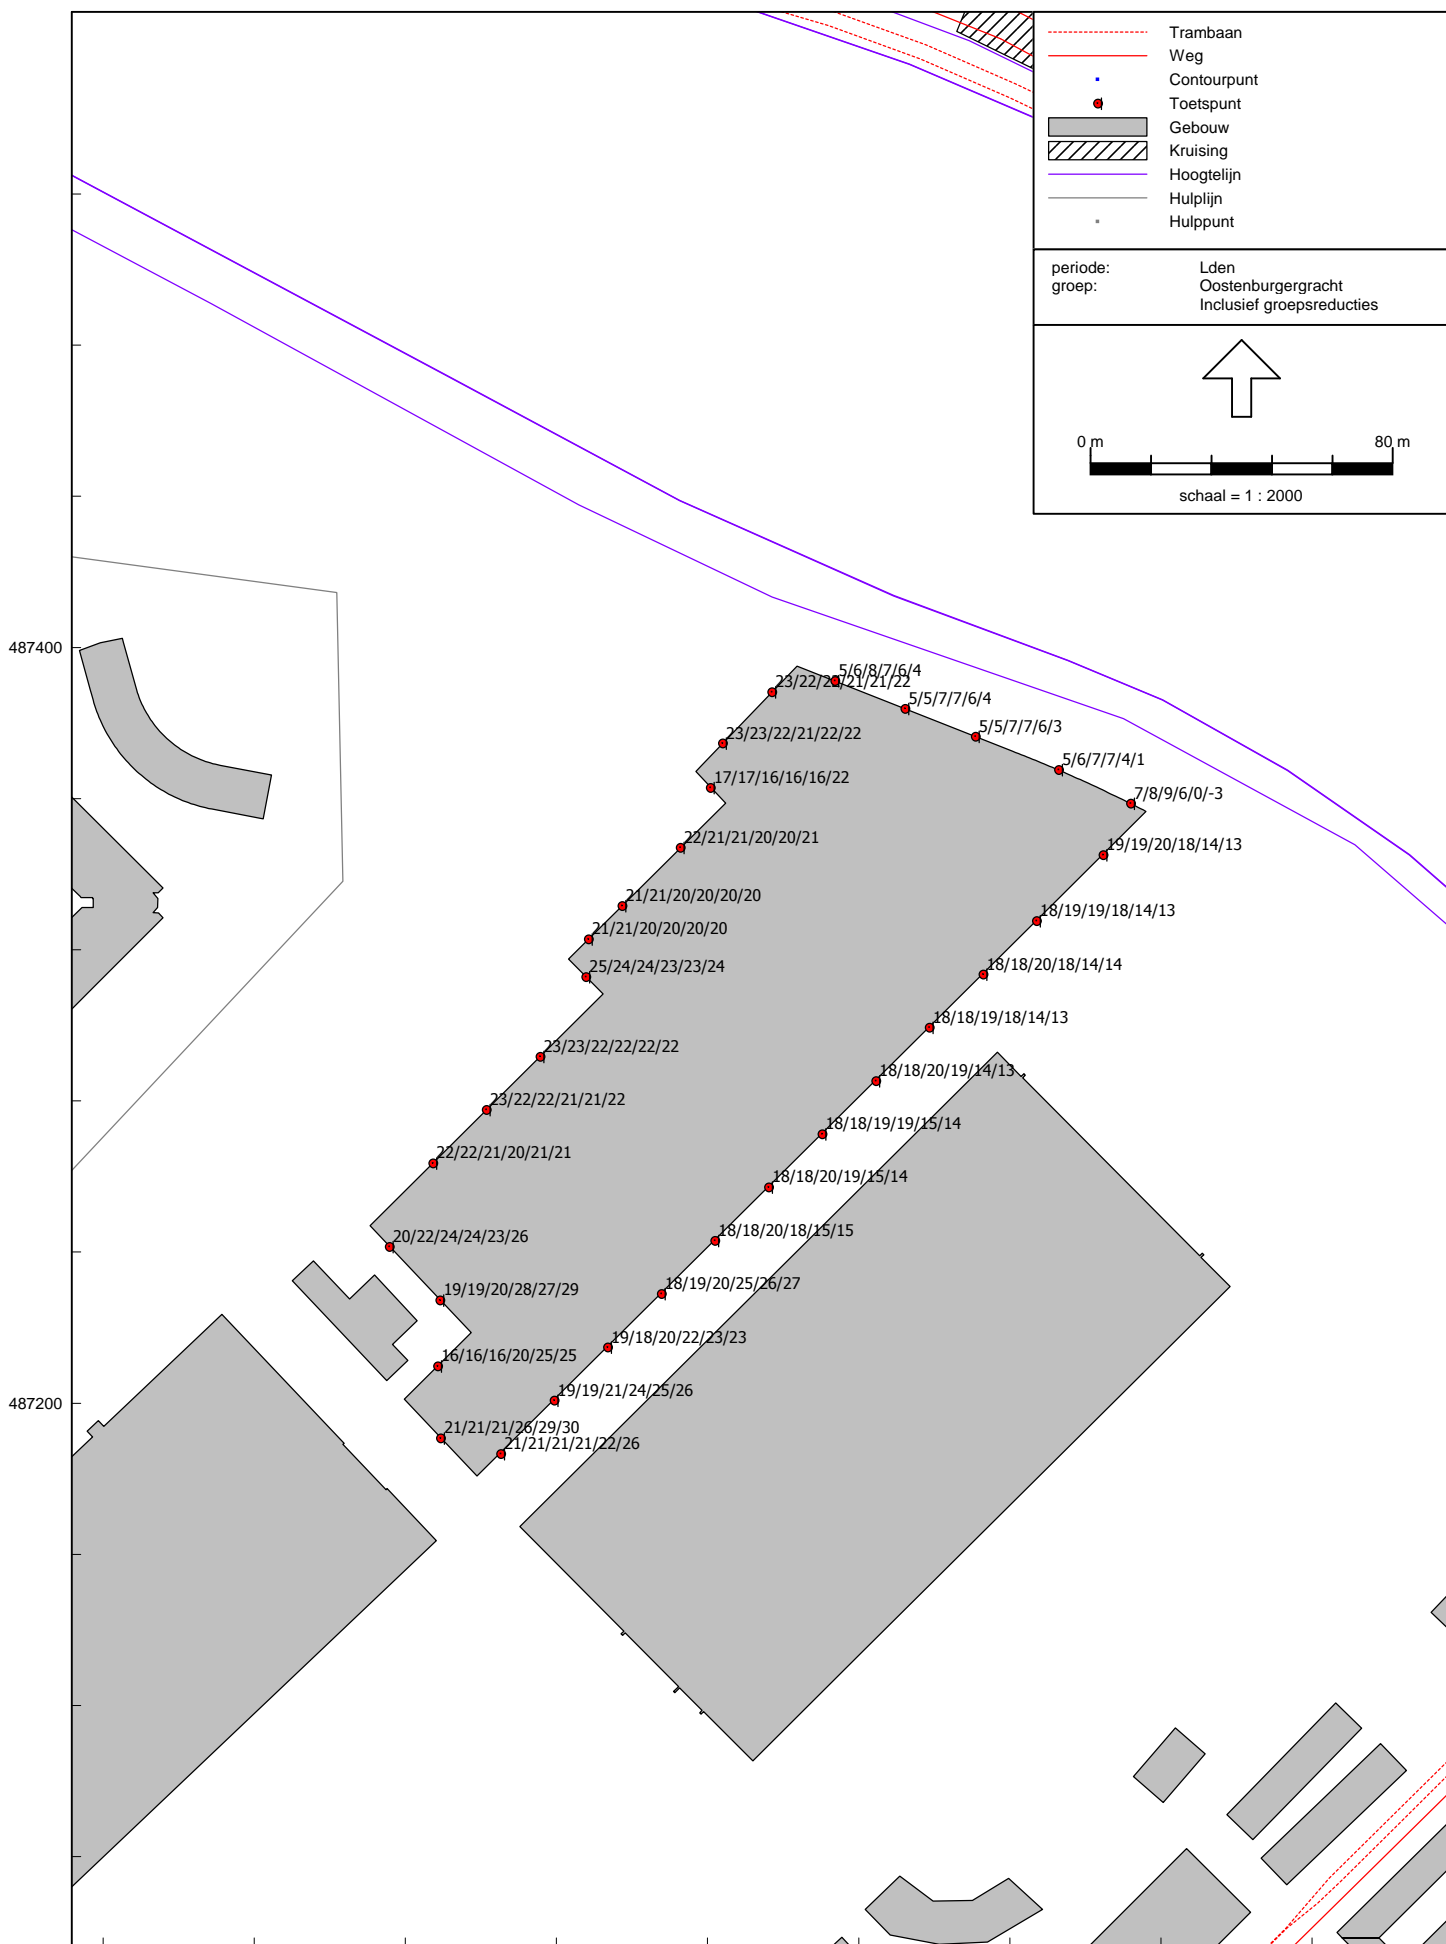 Trambaan
Weg
Contourpunt
Toetspunt
Gebouw
Kruising
Hoogtelijn
Hulplijn
Hulppunt
periode: Lden
groep: Oostenburgergracht
Inclusief groepsreducties
0 m 80 m
schaal = 1 : 2000
487400
5/6/8/7/6/4
23/22/22/21/21/22
5/5/7/7/6/4
5/5/7/7/6/3
23/23/22/21/22/22
5/6/7/7/4/1
17/17/16/16/16/22
7/8/9/6/0/-3
22/21/21/20/20/21
19/19/20/18/14/13
21/21/20/20/20/20
18/19/19/18/14/13
21/21/20/20/20/20
25/24/24/23/23/24
18/18/20/18/14/14
18/18/19/18/14/13
23/23/22/22/22/22
18/18/20/19/14/13
23/22/22/21/21/22
18/18/19/19/15/14
22/22/21/20/21/21
18/18/20/19/15/14
18/18/20/18/15/15
20/22/24/24/23/26
18/19/20/25/26/27
19/19/20/28/27/29
19/18/20/22/23/23
16/16/16/20/25/25
19/19/21/24/25/26
487200
21/21/21/26/29/30
21/21/21/21/22/26